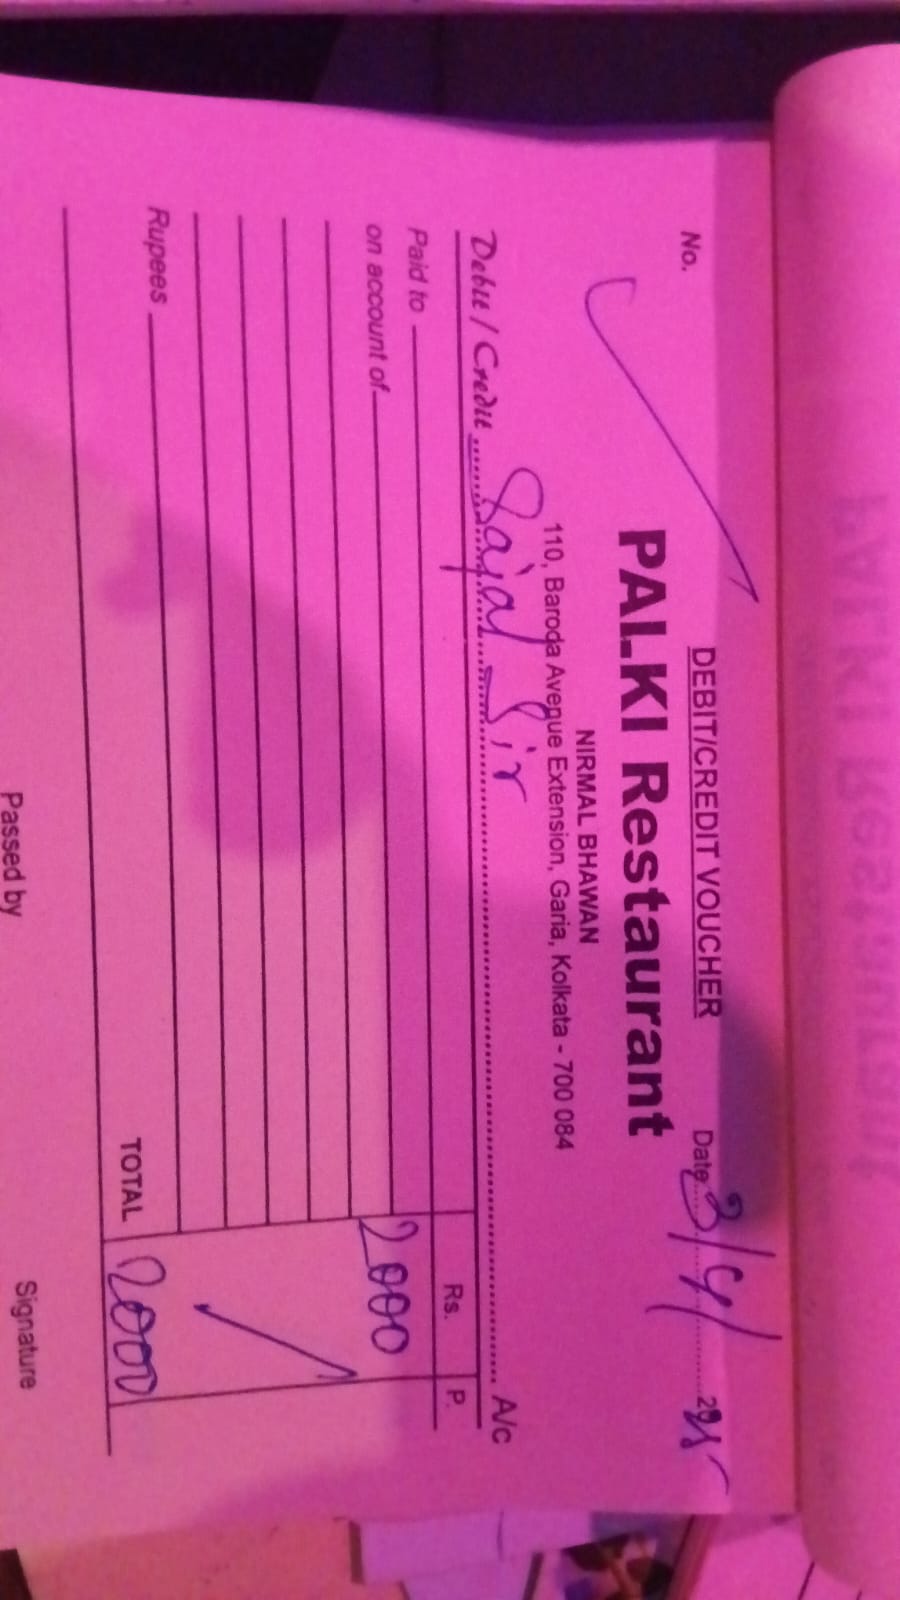 DEBIT/CREDIT VOUCHER
No.
Date 3/4/ 2025
PALKI Restaurant
NIRMAL BHAWAN
110, Baroda Avenue Extension, Garia, Kolkata - 700 084
Debit / Credit Sajal Sir A/c
Rs. P.
Paid to
on account of 2000
Rupees TOTAL 2000
Passed by Signature